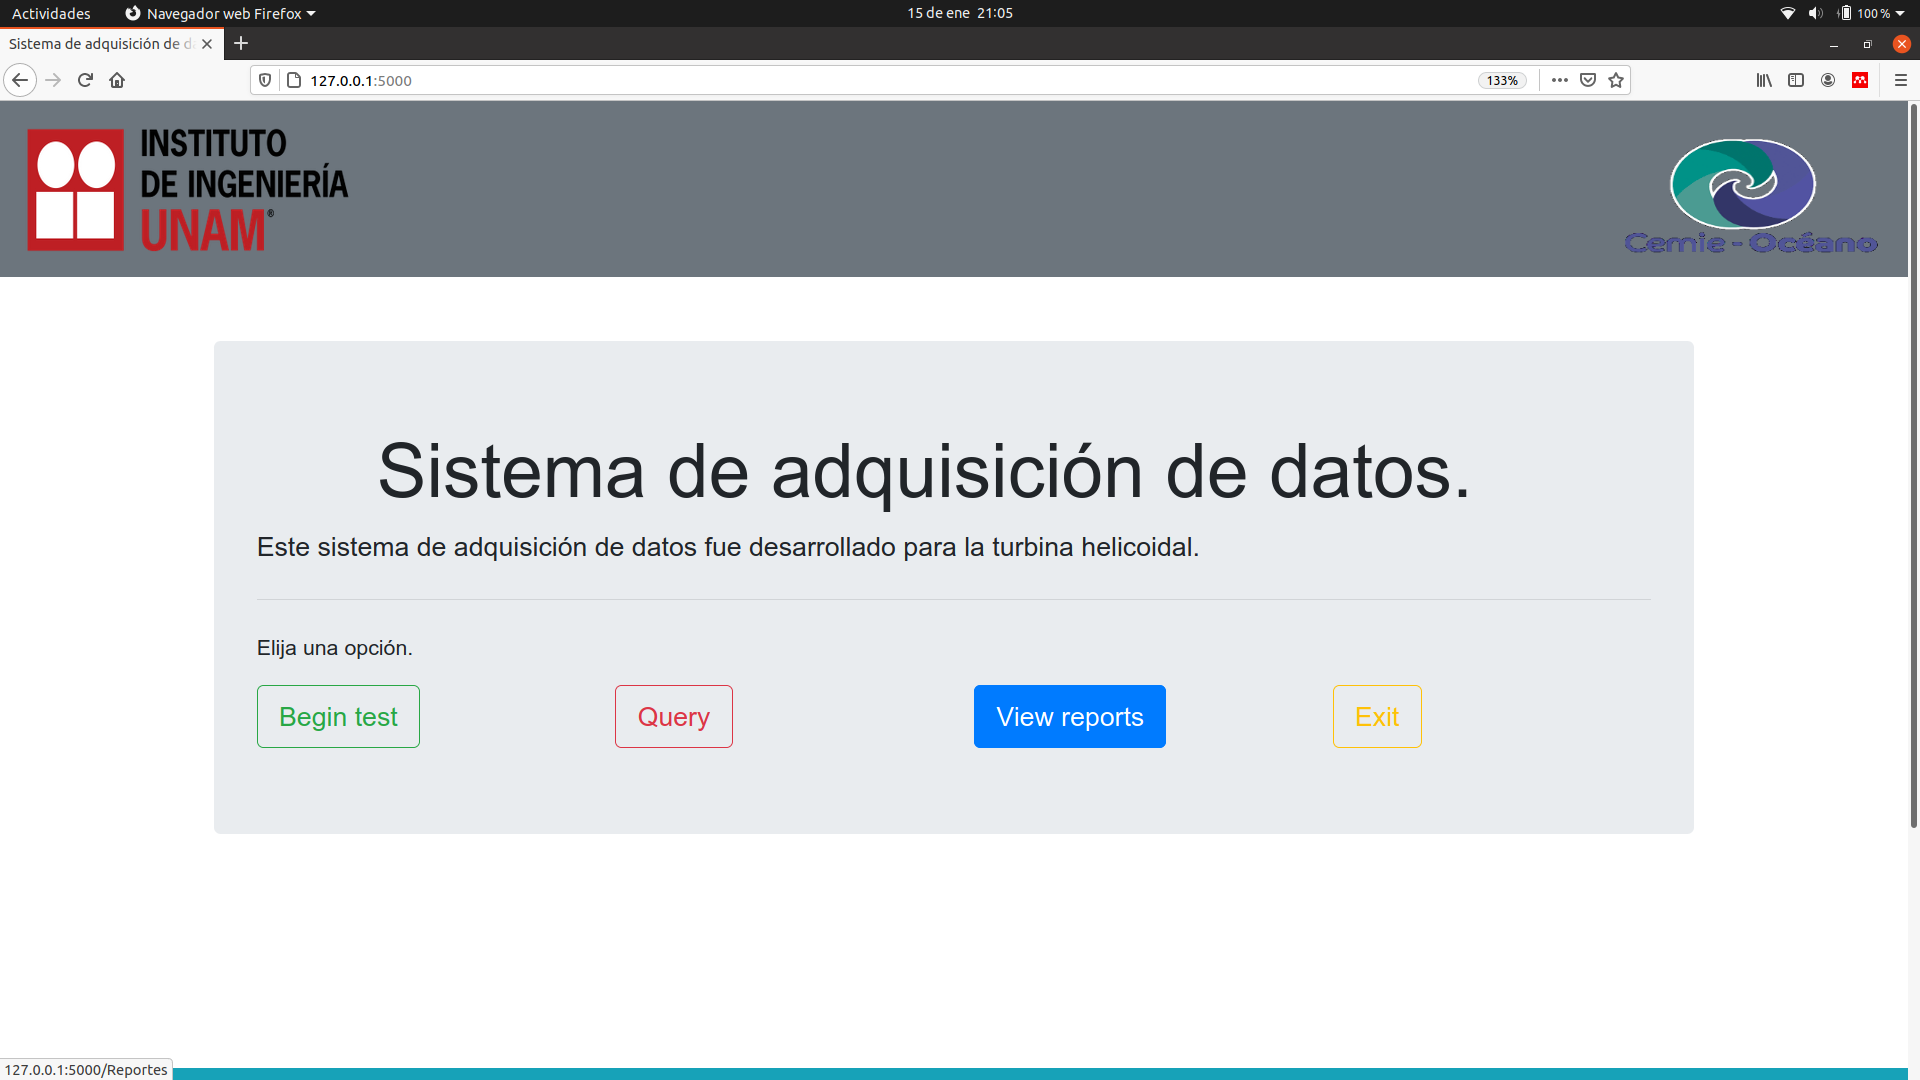 Actividades Navegador web Firefox 15 de ene 21:05 100 %
Sistema de adquisición de d
127.0.0.1:5000 133%
INSTITUTO
DE INGENIERÍA
UNAM®
Cemie - Océano
Sistema de adquisición de datos.
Este sistema de adquisición de datos fue desarrollado para la turbina helicoidal.
Elija una opción.
Begin test Query View reports Exit
127.0.0.1:5000/Reportes